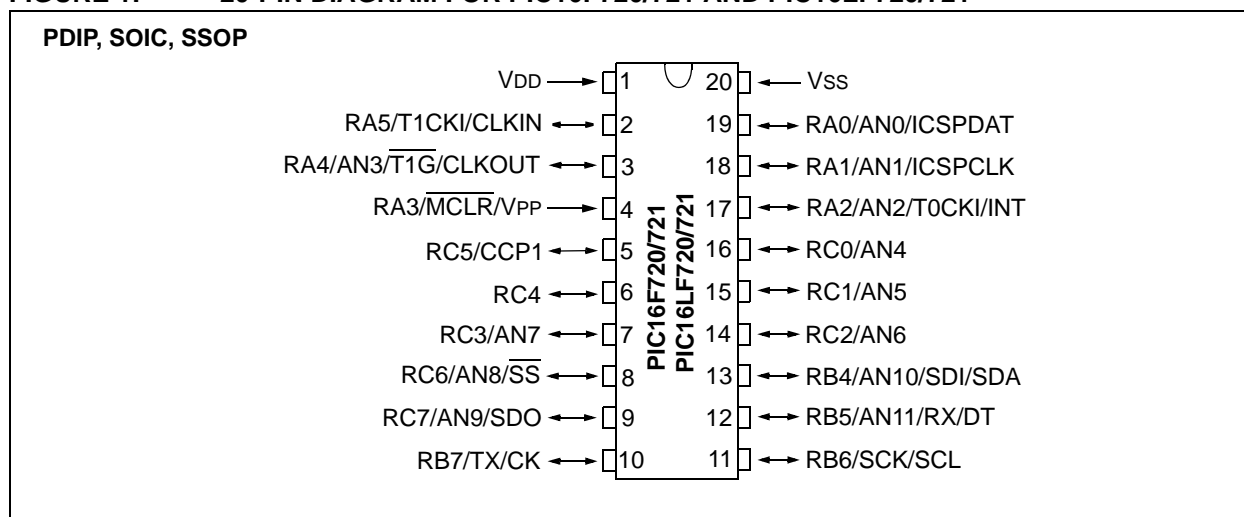 PDIP, SOIC, SSOP
VDD 1 20 VSS
RA5/T1CKI/CLKIN 2 19 RA0/AN0/ICSPDAT
RA4/AN3/T1G/CLKOUT 3 18 RA1/AN1/ICSPCLK
RA3/MCLR/VPP 4 17 RA2/AN2/T0CKI/INT
RC5/CCP1 5 16 RC0/AN4
RC4 6 15 RC1/AN5
RC3/AN7 7 14 RC2/AN6
RC6/AN8/SS 8 13 RB4/AN10/SDI/SDA
RC7/AN9/SDO 9 12 RB5/AN11/RX/DT
RB7/TX/CK 10 11 RB6/SCK/SCL
PIC16F720/721
PIC16LF720/721